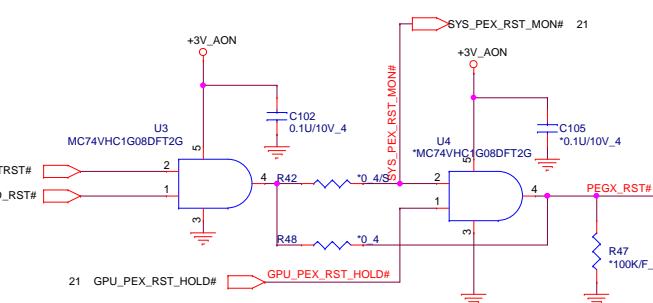 SYS_PEX_RST_MON# 21
+3V_AON
+3V_AON
SYS_PEX_RST_MON#
C102
0.1U/10V_4
C105
*0.1U/10V_4
U3
MC74VHC1G08DFT2G
U4
*MC74VHC1G08DFT2G
5
5
TRST#
2
4
R42
*0_4/S
2
4
PEGX_RST#
_RST#
1
1
3
3
R48
*0_4
R47
*100K/F_
21 GPU_PEX_RST_HOLD#
GPU_PEX_RST_HOLD#